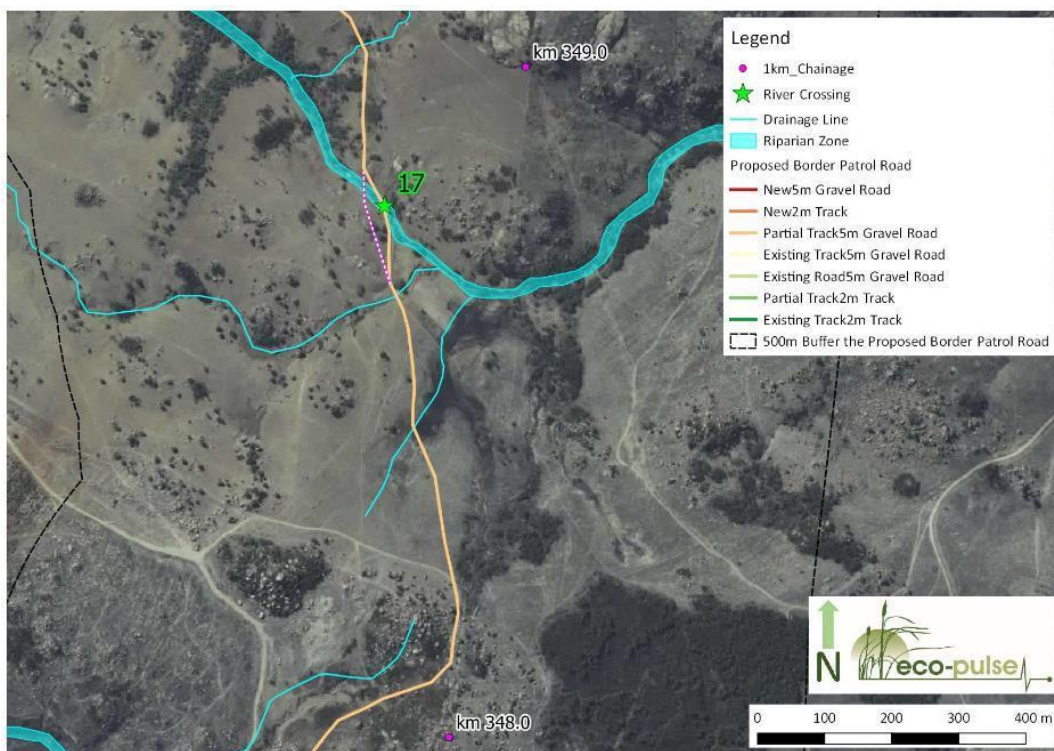 km 349.0
17
km 348.0
Legend
1km_Chainage
River Crossing
Drainage Line
Riparian Zone
Proposed Border Patrol Road
New5m Gravel Road
New2m Track
Partial Track5m Gravel Road
Existing Track5m Gravel Road
Existing Road5m Gravel Road
Partial Track2m Track
Existing Track2m Track
500m Buffer the Proposed Border Patrol Road
N
eco-pulse
0 100 200 300 400 m